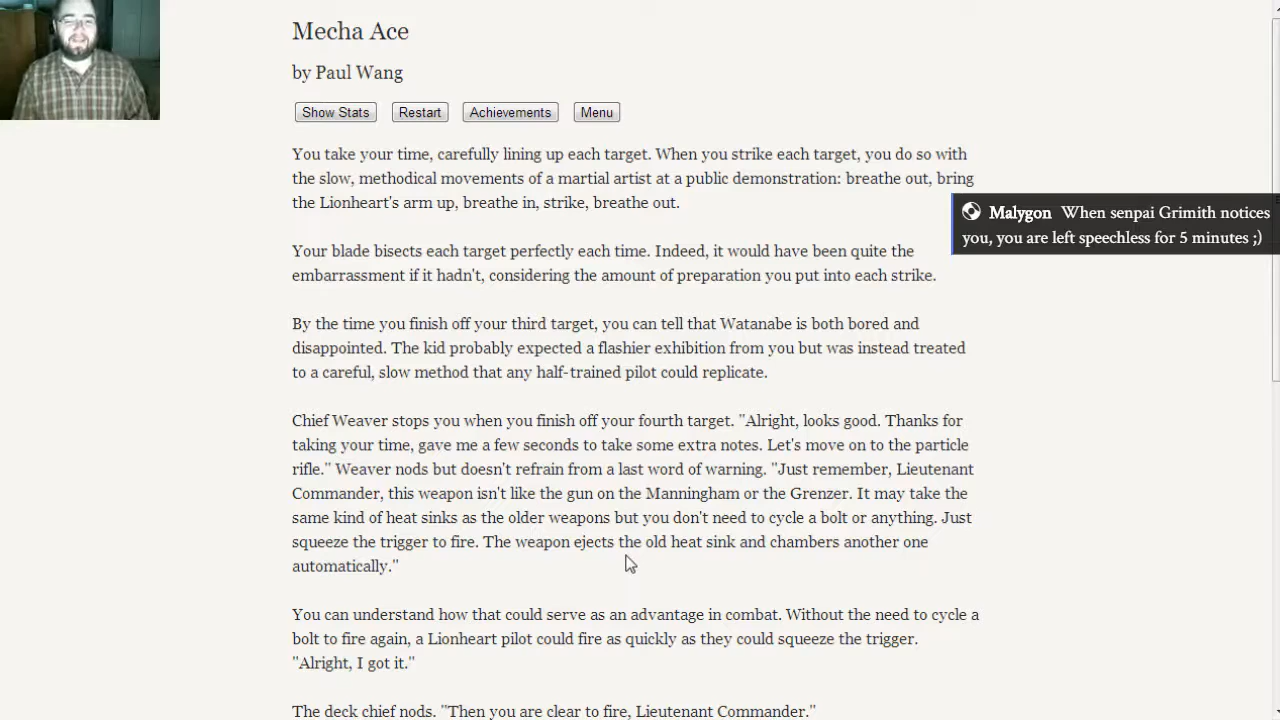 Mecha Ace
by Paul Wang
Show Stats Restart Achievements Menu
You take your time, carefully lining up each target. When you strike each target, you do so with
the slow, methodical movements of a martial artist at a public demonstration: breathe out, bring
the Lionheart's arm up, breathe in, strike, breathe out.
Your blade bisects each target perfectly each time. Indeed, it would have been quite the
embarrassment if it hadn't, considering the amount of preparation you put into each strike.
By the time you finish off your third target, you can tell that Watanabe is both bored and
disappointed. The kid probably expected a flashier exhibition from you but was instead treated
to a careful, slow method that any half-trained pilot could replicate.
Chief Weaver stops you when you finish off your fourth target. "Alright, looks good. Thanks for
taking your time, gave me a few seconds to take some extra notes. Let's move on to the particle
rifle." Weaver nods but doesn't refrain from a last word of warning. "Just remember, Lieutenant
Commander, this weapon isn't like the gun on the Manningham or the Grenzer. It may take the
same kind of heat sinks as the older weapons but you don't need to cycle a bolt or anything. Just
squeeze the trigger to fire. The weapon ejects the old heat sink and chambers another one
automatically."
You can understand how that could serve as an advantage in combat. Without the need to cycle a
bolt to fire again, a Lionheart pilot could fire as quickly as they could squeeze the trigger.
"Alright, I got it."
The deck chief nods. "Then you are clear to fire, Lieutenant Commander."
Malygon When senpai Grimith notices
you, you are left speechless for 5 minutes ;)